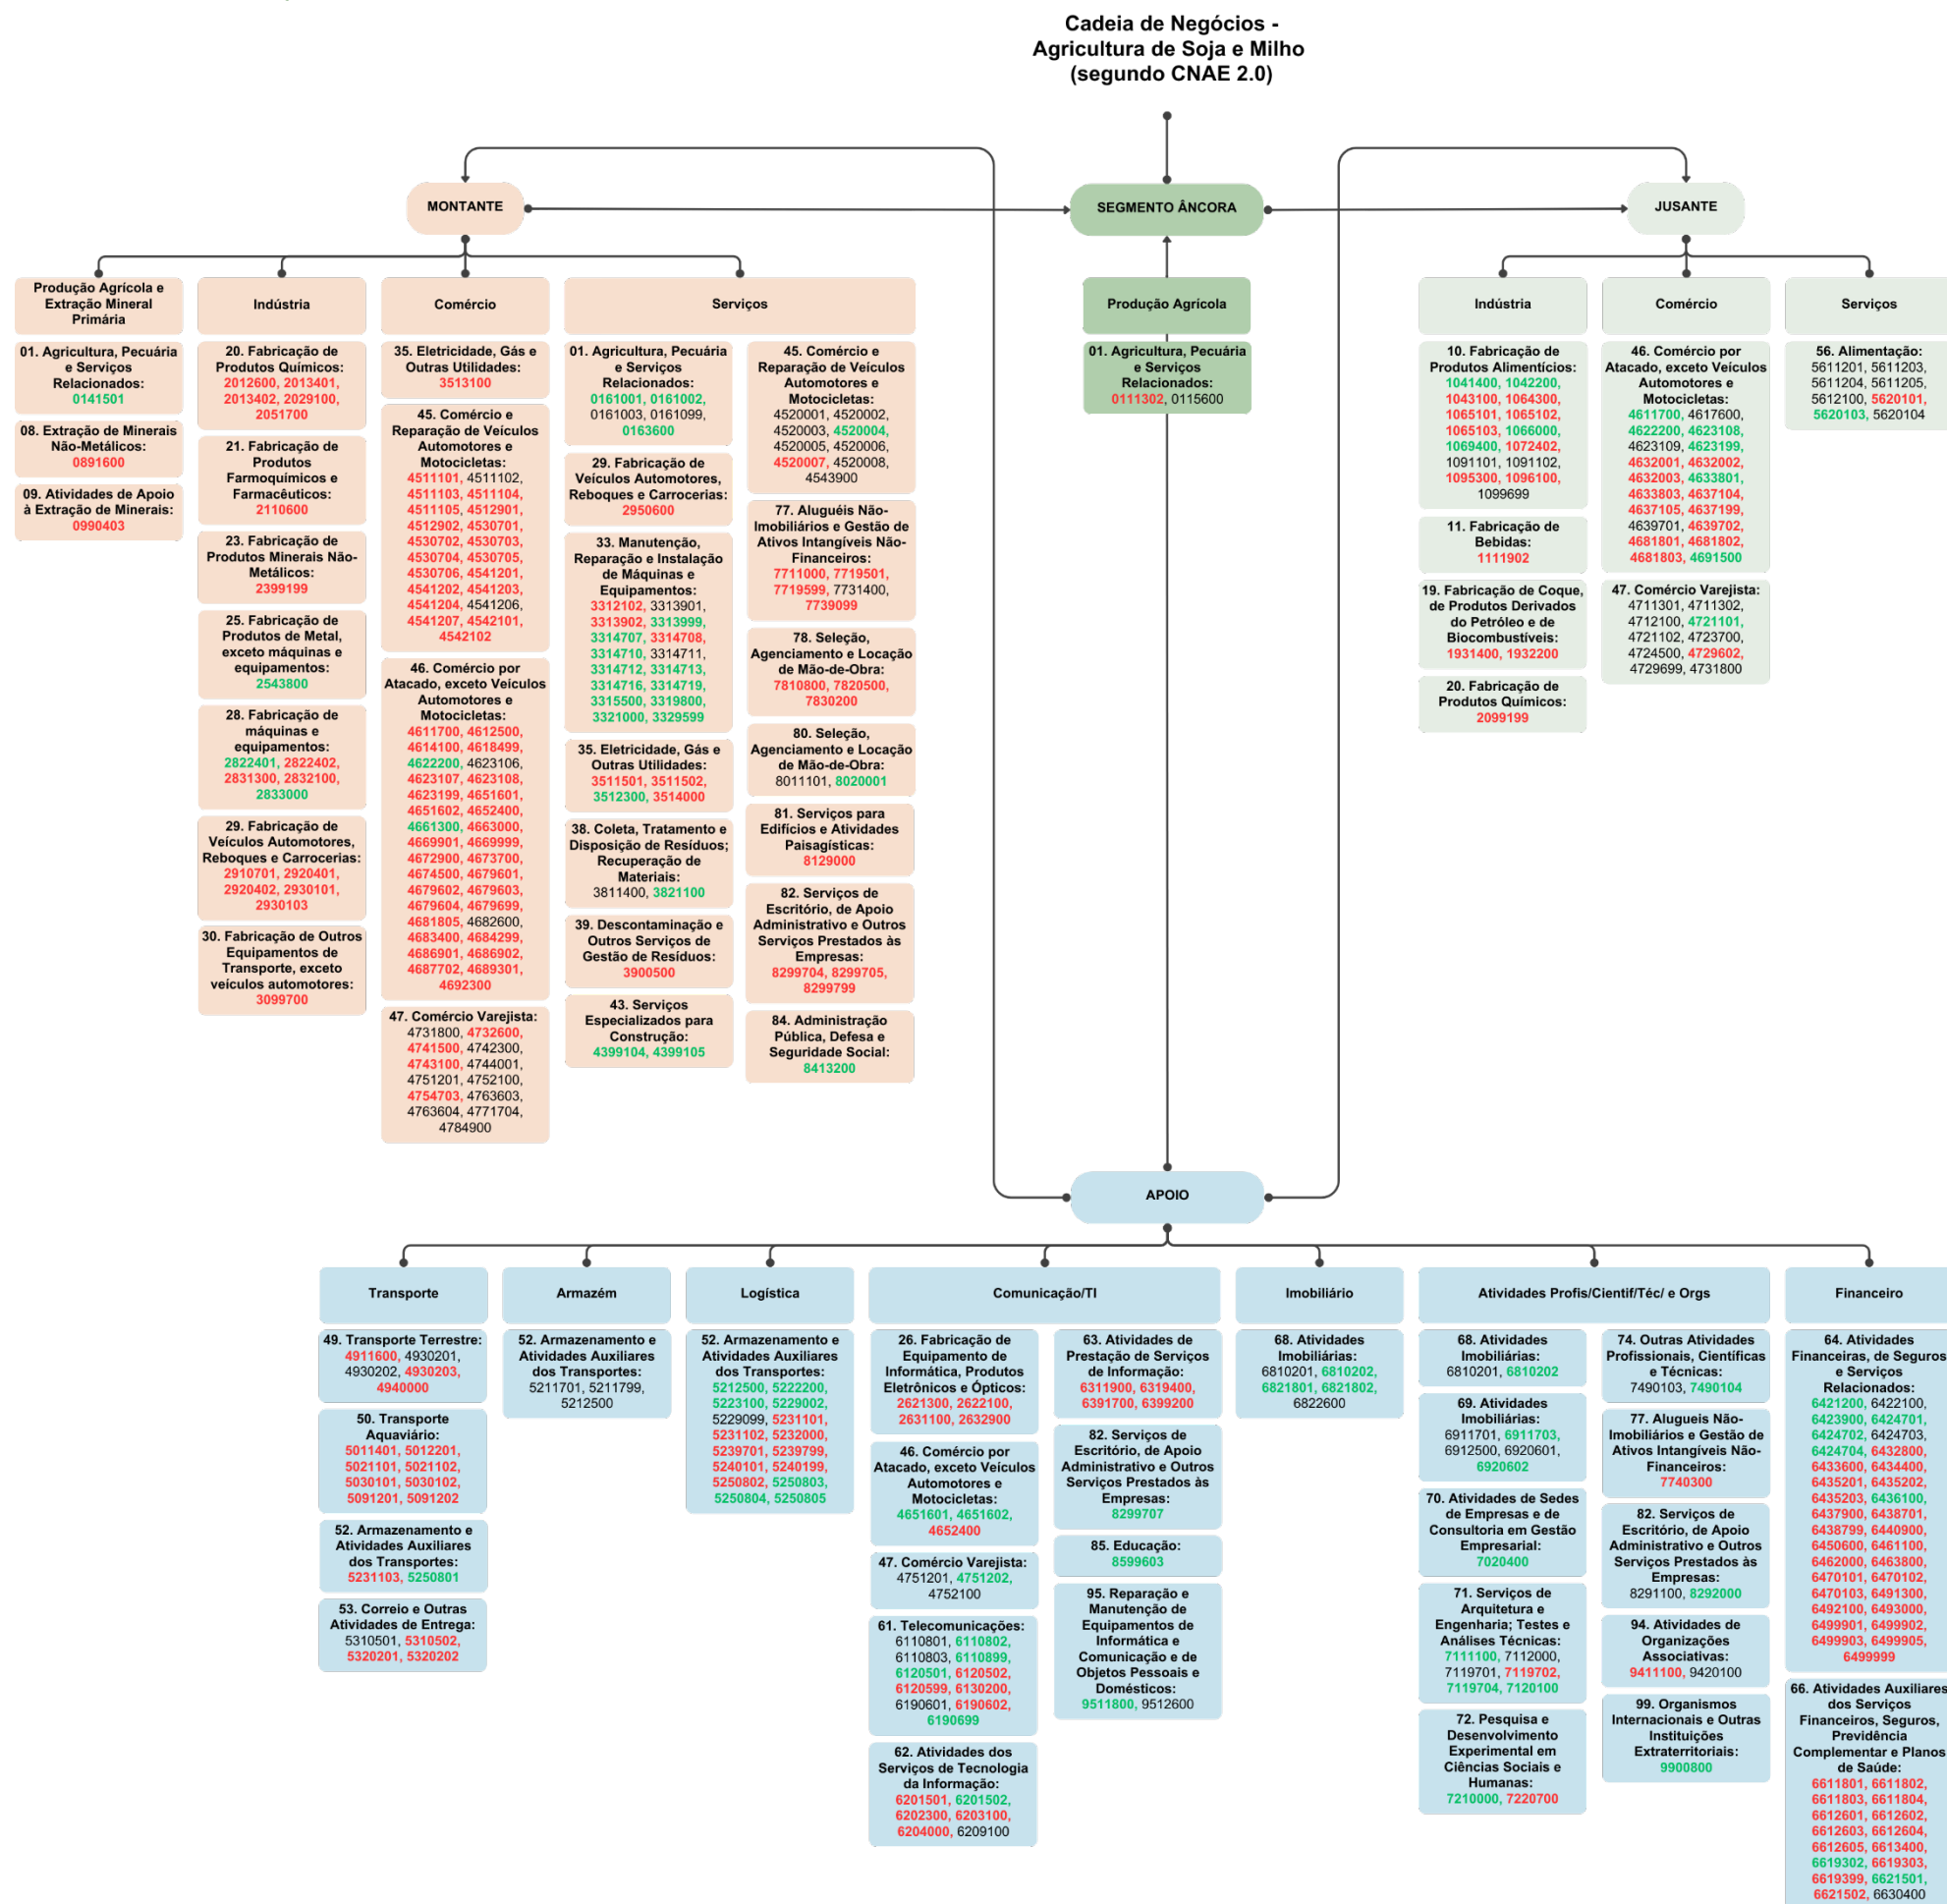 Cadeia de Negócios -
Agricultura de Soja e Milho
(segundo CNAE 2.0)
MONTANTE
SEGMENTO ÂNCORA
JUSANTE
Produção Agrícola e
Extração Mineral
Primária
01. Agricultura, Pecuária
e Serviços
Relacionados:
0141501
08. Extração de Minerais
Não-Metálicos:
0891600
09. Atividades de Apoio
à Extração de Minerais:
0990403
Indústria
20. Fabricação de
Produtos Químicos:
2012600, 2013401,
2013402, 2029100,
2051700
21. Fabricação de
Produtos
Farmoquímicos e
Farmacêuticos:
2110600
23. Fabricação de
Produtos Minerais Não-
Metálicos:
2399199
25. Fabricação de
Produtos de Metal,
exceto máquinas e
equipamentos:
2543800
28. Fabricação de
máquinas e
equipamentos:
2822401, 2822402,
2831300, 2832100,
2833000
29. Fabricação de
Veículos Automotores,
Reboques e Carrocerias:
2910701, 2920401,
2920402, 2930101,
2930103
30. Fabricação de Outros
Equipamentos de
Transporte, exceto
veículos automotores:
3099700
Comércio
35. Eletricidade, Gás e
Outras Utilidades:
3513100
45. Comércio e
Reparação de Veículos
Automotores e
Motocicletas:
4511101, 4511102,
4511103, 4511104,
4511105, 4512901,
4512902, 4530701,
4530702, 4530703,
4530704, 4530705,
4530706, 4541201,
4541202, 4541203,
4541204, 4541206,
4541207, 4542101,
4542102
46. Comércio por
Atacado, exceto Veículos
Automotores e
Motocicletas:
4611700, 4612500,
4614100, 4618499,
4622200, 4623106,
4623107, 4623108,
4623199, 4651601,
4651602, 4652400,
4661300, 4663000,
4669901, 4669999,
4672900, 4673700,
4674500, 4679601,
4679602, 4679603,
4679604, 4679699,
4681805, 4682600,
4683400, 4684299,
4686901, 4686902,
4687702, 4689301,
4692300
47. Comércio Varejista:
4731800, 4732600,
4741500, 4742300,
4743100, 4744001,
4751201, 4752100,
4754703, 4763603,
4763604, 4771704,
4784900
Serviços
01. Agricultura, Pecuária
e Serviços
Relacionados:
0161001, 0161002,
0161003, 0161099,
0163600
29. Fabricação de
Veículos Automotores,
Reboques e Carrocerias:
2950600
33. Manutenção,
Reparação e Instalação
de Máquinas e
Equipamentos:
3312102, 3313901,
3313902, 3313999,
3314707, 3314708,
3314710, 3314711,
3314712, 3314713,
3314716, 3314719,
3315500, 3319800,
3321000, 3329599
35. Eletricidade, Gás e
Outras Utilidades:
3511501, 3511502,
3512300, 3514000
38. Coleta, Tratamento e
Disposição de Resíduos;
Recuperação de
Materiais:
3811400, 3821100
39. Descontaminação e
Outros Serviços de
Gestão de Resíduos:
3900500
43. Serviços
Especializados para
Construção:
4399104, 4399105
45. Comércio e
Reparação de Veículos
Automotores e
Motocicletas:
4520001, 4520002,
4520003, 4520004,
4520005, 4520006,
4520007, 4520008,
4543900
77. Aluguéis Não-
Imobiliários e Gestão de
Ativos Intangíveis Não-
Financeiros:
7711000, 7719501,
7719599, 7731400,
7739099
78. Seleção,
Agenciamento e Locação
de Mão-de-Obra:
7810800, 7820500,
7830200
80. Seleção,
Agenciamento e Locação
de Mão-de-Obra:
8011101, 8020001
81. Serviços para
Edifícios e Atividades
Paisagísticas:
8129000
82. Serviços de
Escritório, de Apoio
Administrativo e Outros
Serviços Prestados às
Empresas:
8299704, 8299705,
8299799
84. Administração
Pública, Defesa e
Seguridade Social:
8413200
Produção Agrícola
01. Agricultura, Pecuária
e Serviços
Relacionados:
0111302, 0115600
Indústria
10. Fabricação de
Produtos Alimentícios:
1041400, 1042200,
1043100, 1064300,
1065101, 1065102,
1065103, 1066000,
1069400, 1072402,
1091101, 1091102,
1095300, 1096100,
1099699
11. Fabricação de
Bebidas:
1111902
19. Fabricação de Coque,
de Produtos Derivados
do Petróleo e de
Biocombustíveis:
1931400, 1932200
20. Fabricação de
Produtos Químicos:
2099199
Comércio
46. Comércio por
Atacado, exceto Veículos
Automotores e
Motocicletas:
4611700, 4617600,
4622200, 4623108,
4623109, 4623199,
4632001, 4632002,
4632003, 4633801,
4633803, 4637104,
4637105, 4637199,
4639701, 4639702,
4681801, 4681802,
4681803, 4691500
47. Comércio Varejista:
4711301, 4711302,
4712100, 4721101,
4721102, 4723700,
4724500, 4729602,
4729699, 4731800
Serviços
56. Alimentação:
5611201, 5611203,
5611204, 5611205,
5612100, 5620101,
5620103, 5620104
APOIO
Transporte
49. Transporte Terrestre:
4911600, 4930201,
4930202, 4930203,
4940000
50. Transporte
Aquaviário:
5011401, 5012201,
5021101, 5021102,
5030101, 5030102,
5091201, 5091202
52. Armazenamento e
Atividades Auxiliares
dos Transportes:
5231103, 5250801
53. Correio e Outras
Atividades de Entrega:
5310501, 5310502,
5320201, 5320202
Armazém
52. Armazenamento e
Atividades Auxiliares
dos Transportes:
5211701, 5211799,
5212500
Logística
52. Armazenamento e
Atividades Auxiliares
dos Transportes:
5212500, 5222200,
5223100, 5229002,
5229099, 5231101,
5231102, 5232000,
5239701, 5239799,
5240101, 5240199,
5250802, 5250803,
5250804, 5250805
Comunicação/TI
26. Fabricação de
Equipamento de
Informática, Produtos
Eletrônicos e Ópticos:
2621300, 2622100,
2631100, 2632900
46. Comércio por
Atacado, exceto Veículos
Automotores e
Motocicletas:
4651601, 4651602,
4652400
47. Comércio Varejista:
4751201, 4751202,
4752100
61. Telecomunicações:
6110801, 6110802,
6110803, 6110899,
6120501, 6120502,
6120599, 6130200,
6190601, 6190602,
6190699
62. Atividades dos
Serviços de Tecnologia
da Informação:
6201501, 6201502,
6202300, 6203100,
6204000, 6209100
63. Atividades de
Prestação de Serviços
de Informação:
6311900, 6319400,
6391700, 6399200
82. Serviços de
Escritório, de Apoio
Administrativo e Outros
Serviços Prestados às
Empresas:
8299707
85. Educação:
8599603
95. Reparação e
Manutenção de
Equipamentos de
Informática e
Comunicação e de
Objetos Pessoais e
Domésticos:
9511800, 9512600
Imobiliário
68. Atividades
Imobiliárias:
6810201, 6810202,
6821801, 6821802,
6822600
Atividades Profis/Cientif/Téc/ e Orgs
68. Atividades
Imobiliárias:
6810201, 6810202
69. Atividades
Imobiliárias:
6911701, 6911703,
6912500, 6920601,
6920602
70. Atividades de Sedes
de Empresas e de
Consultoria em Gestão
Empresarial:
7020400
71. Serviços de
Arquitetura e
Engenharia; Testes e
Análises Técnicas:
7111100, 7112000,
7119701, 7119702,
7119704, 7120100
72. Pesquisa e
Desenvolvimento
Experimental em
Ciências Sociais e
Humanas:
7210000, 7220700
74. Outras Atividades
Profissionais, Científicas
e Técnicas:
7490103, 7490104
77. Alugueis Não-
Imobiliários e Gestão de
Ativos Intangíveis Não-
Financeiros:
7740300
82. Serviços de
Escritório, de Apoio
Administrativo e Outros
Serviços Prestados às
Empresas:
8291100, 8292000
94. Atividades de
Organizações
Associativas:
9411100, 9420100
99. Organismos
Internacionais e Outras
Instituições
Extraterritoriais:
9900800
Financeiro
64. Atividades
Financeiras, de Seguros
e Serviços
Relacionados:
6421200, 6422100,
6423900, 6424701,
6424702, 6424703,
6424704, 6432800,
6433600, 6434400,
6435201, 6435202,
6435203, 6436100,
6437900, 6438701,
6438799, 6440900,
6450600, 6461100,
6462000, 6463800,
6470101, 6470102,
6470103, 6491300,
6492100, 6493000,
6499901, 6499902,
6499903, 6499905,
6499999
66. Atividades Auxiliares
dos Serviços
Financeiros, Seguros,
Previdência
Complementar e Planos
de Saúde:
6611801, 6611802,
6611803, 6611804,
6612601, 6612602,
6612603, 6612604,
6612605, 6613400,
6619302, 6619303,
6619399, 6621501,
6621502, 6630400